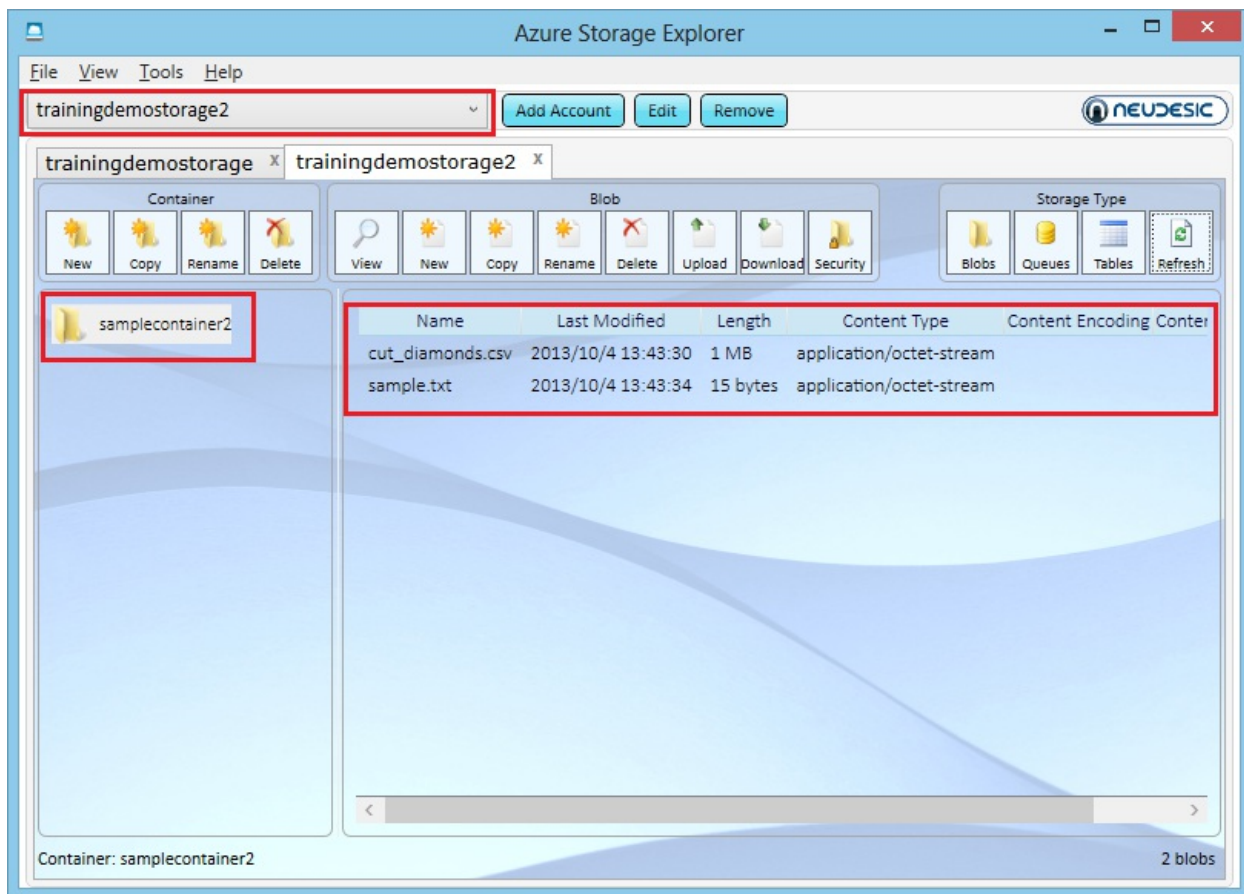 Azure Storage Explorer
File View Tools Help
trainingdemostorage2 Add Account Edit Remove NEUDESIC
trainingdemostorage x trainingdemostorage2 x
Container Blob Storage Type
New Copy Rename Delete View New Copy Rename Delete Upload Download Security Blobs Queues Tables Refresh
samplecontainer2
Name Last Modified Length Content Type Content Encoding Conter
cut_diamonds.csv 2013/10/4 13:43:30 1 MB application/octet-stream
sample.txt 2013/10/4 13:43:34 15 bytes application/octet-stream
Container: samplecontainer2 2 blobs